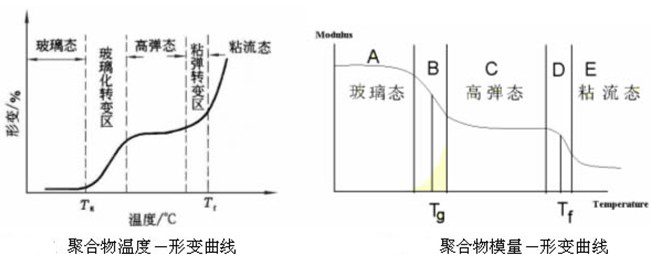 玻璃态
玻璃化转变区
高弹态
粘弹转变区
粘流态
形变/%
Tg
Tf
温度/℃
聚合物温度－形变曲线
Modulus
A
B
C
D
E
玻璃态
高弹态
粘流态
Temperature
Tg
Tf
聚合物模量－形变曲线